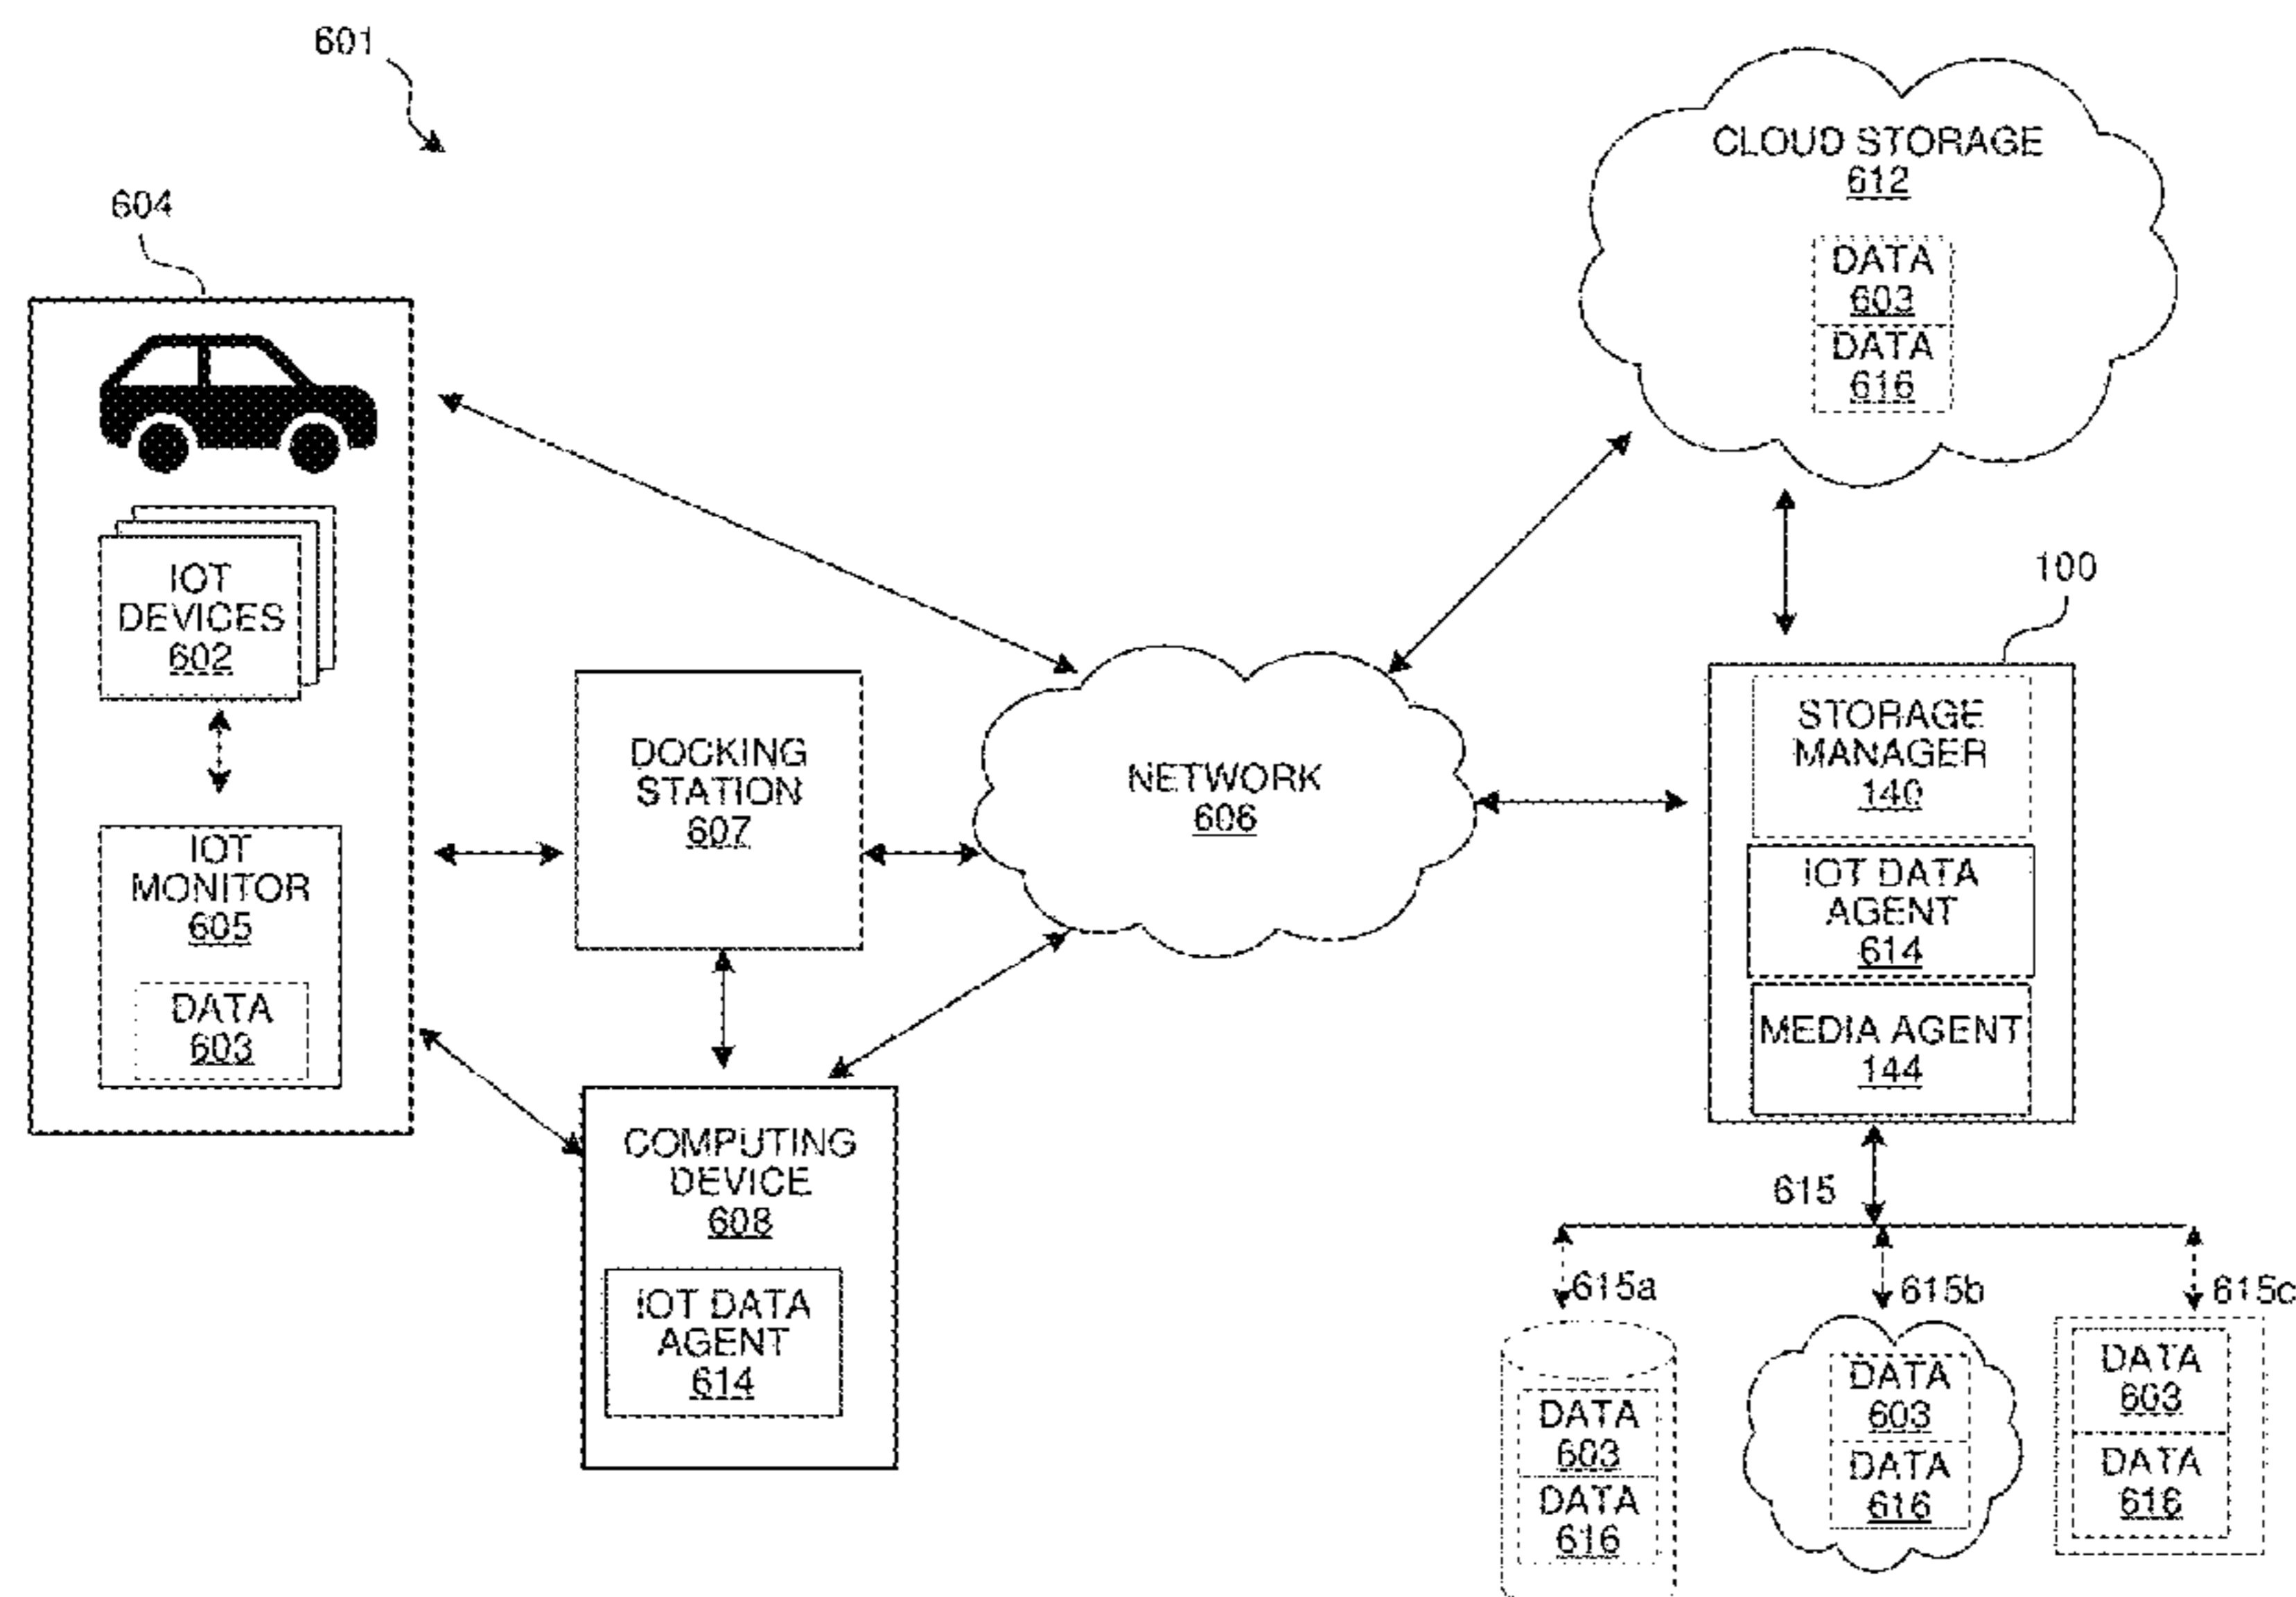 601
604
IOT
DEVICES
602
IOT
MONITOR
605
DATA
603
DOCKING
STATION
607
COMPUTING
DEVICE
608
IOT DATA
AGENT
614
NETWORK
606
CLOUD STORAGE
612
DATA
603
DATA
616
100
STORAGE
MANAGER
140
IOT DATA
AGENT
614
MEDIA AGENT
144
615
615a
615b
615c
DATA
603
DATA
616
DATA
603
DATA
616
DATA
603
DATA
616